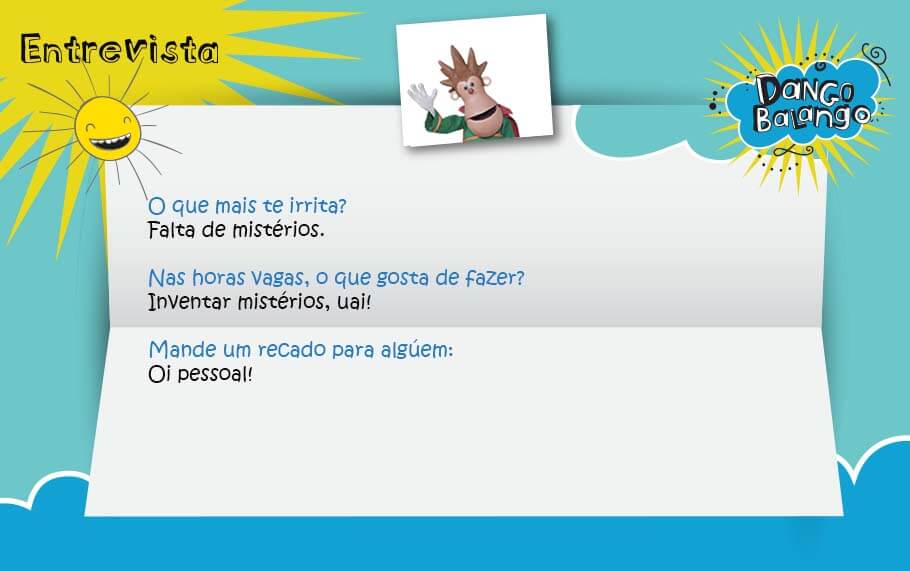 Entrevista
Dango
Balango
O que mais te irrita?
Falta de mistérios.
Nas horas vagas, o que gosta de fazer?
Inventar mistérios, uai!
Mande um recado para algúem:
Oi pessoal!